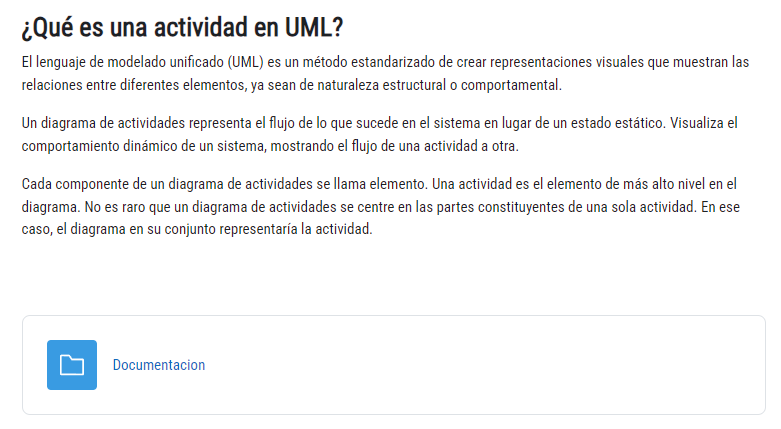 ¿Qué es una actividad en UML?
El lenguaje de modelado unificado (UML) es un método estandarizado de crear representaciones visuales que muestran las
relaciones entre diferentes elementos, ya sean de naturaleza estructural o comportamental.
Un diagrama de actividades representa el flujo de lo que sucede en el sistema en lugar de un estado estático. Visualiza el
comportamiento dinámico de un sistema, mostrando el flujo de una actividad a otra.
Cada componente de un diagrama de actividades se llama elemento. Una actividad es el elemento de más alto nivel en el
diagrama. No es raro que un diagrama de actividades se centre en las partes constituyentes de una sola actividad. En ese
caso, el diagrama en su conjunto representaría la actividad.
Documentacion